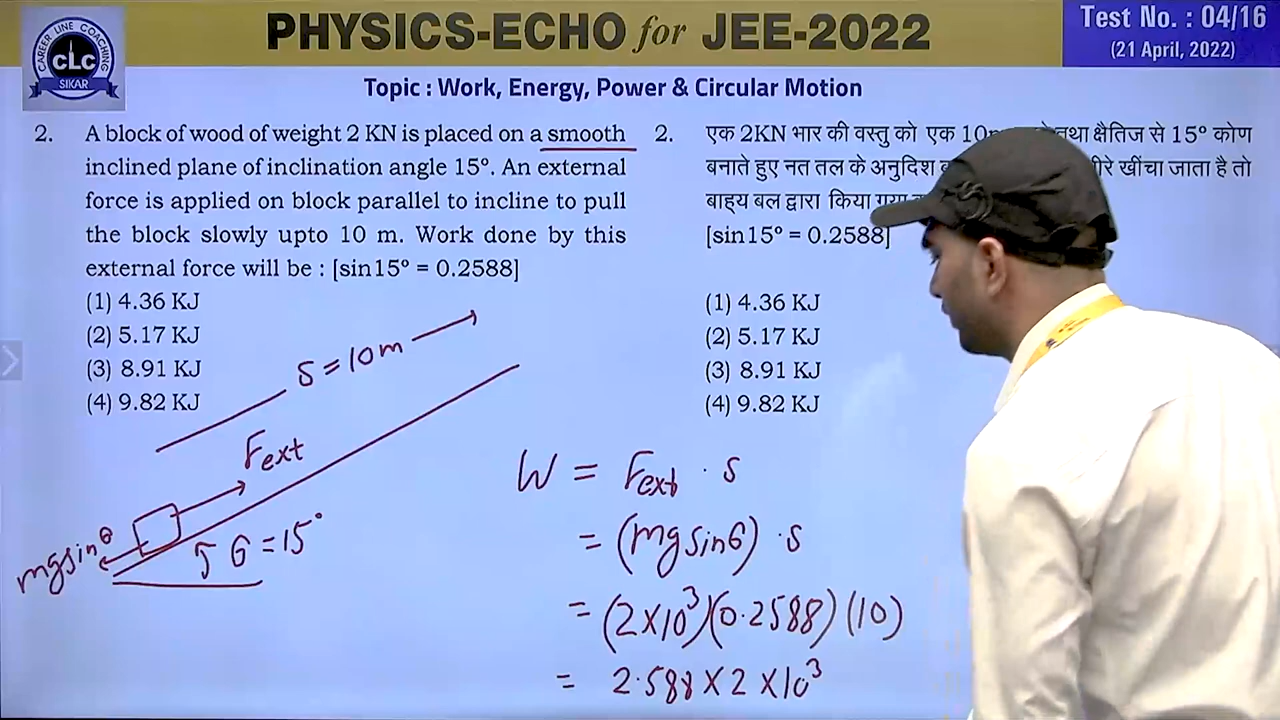 PHYSICS-ECHO for JEE-2022
Test No. : 04/16
(21 April, 2022)
CAREER LINE COACHING
CLC
SIKAR
Topic : Work, Energy, Power & Circular Motion
2. A block of wood of weight 2 KN is placed on a smooth
inclined plane of inclination angle 15º. An external
force is applied on block parallel to incline to pull
the block slowly upto 10 m. Work done by this
external force will be : [sin15° = 0.2588]
(1) 4.36 KJ
(2) 5.17 KJ
(3) 8.91 KJ
(4) 9.82 KJ
2. एक 2KN भार की वस्तु को एक 10 तथा क्षैतिज से 15° कोण
बनाते हुए नत तल के अनुदिश खींचा जाता है तो
बाह्य बल द्वारा किया
[sin15° = 0.2588]
(1) 4.36 KJ
(2) 5.17 KJ
(3) 8.91 KJ
(4) 9.82 KJ
S = 10m
Fext
mgsinθ
θ = 15°
W = Fext . s
= (mg sinθ) . s
= (2×10³)(0.2588)(10)
= 2.588 × 2 × 10³